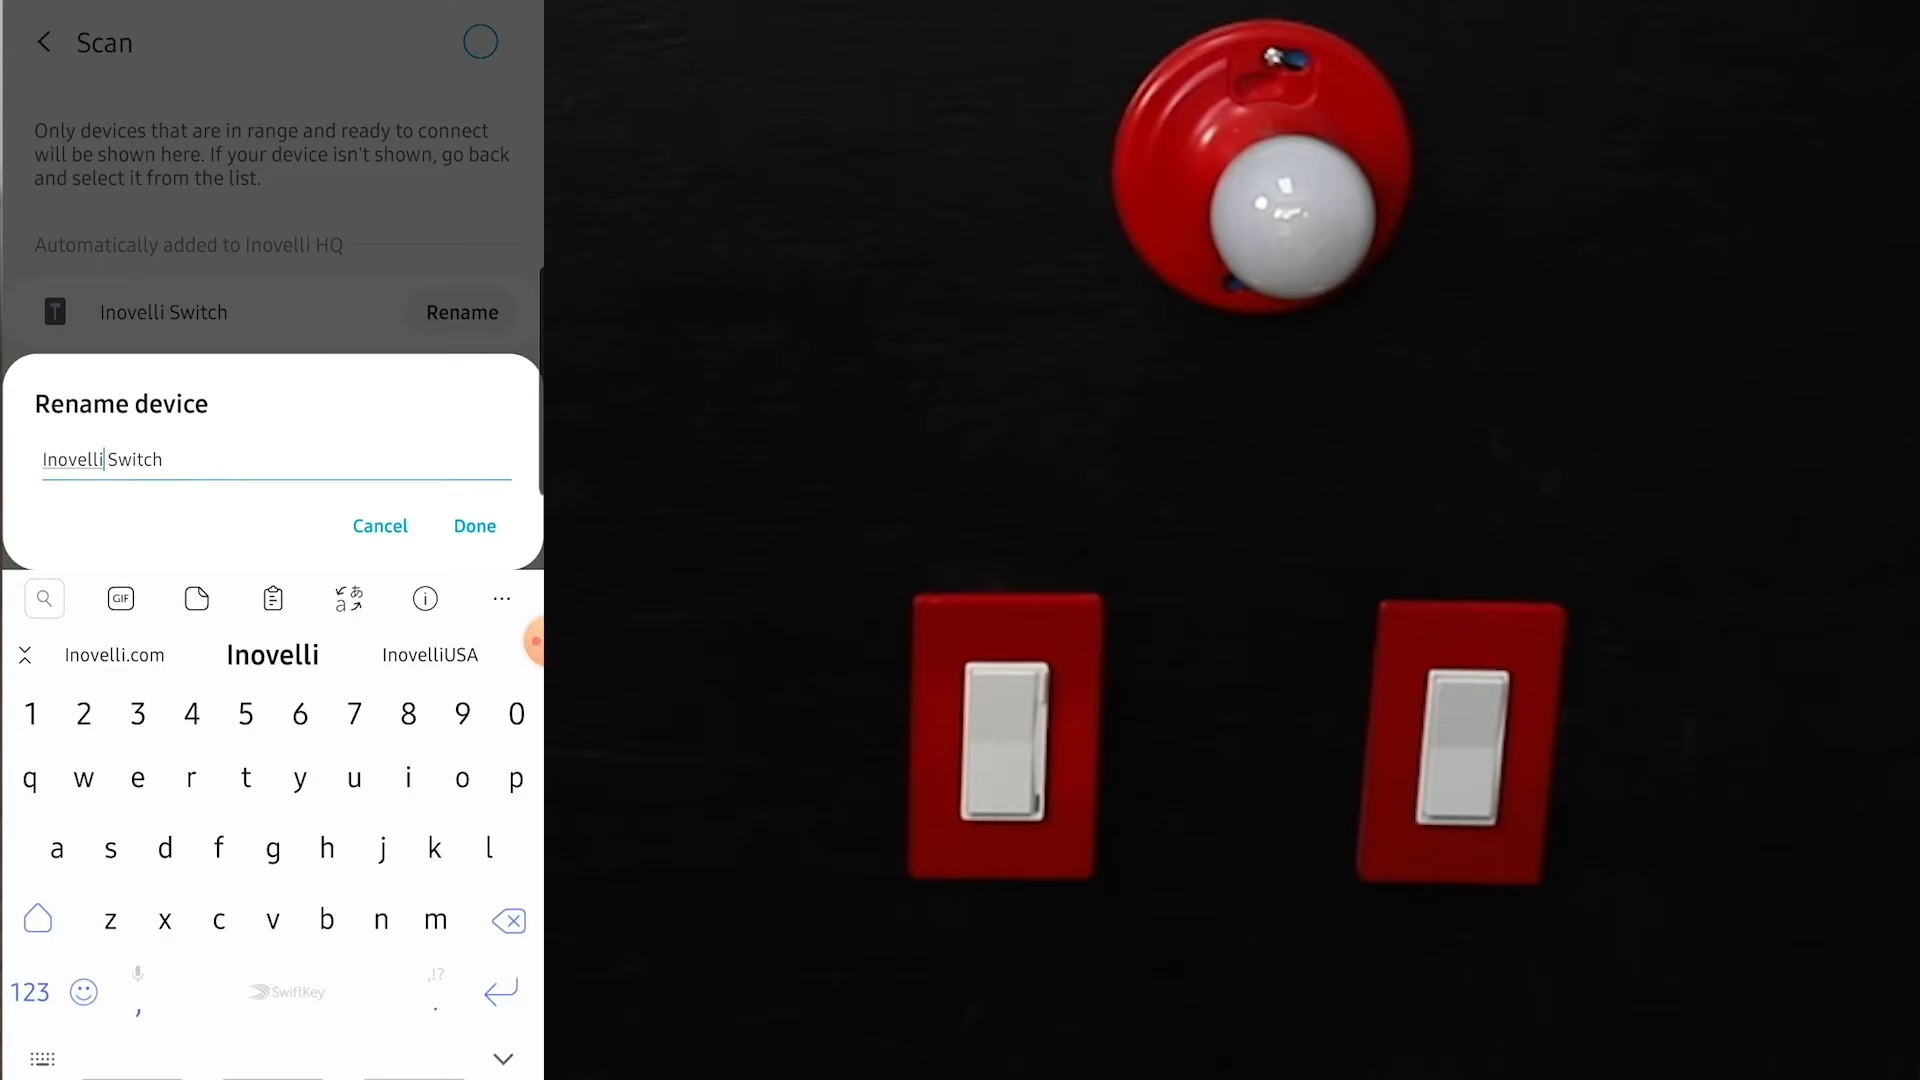 Scan
Only devices that are in range and ready to connect
will be shown here. If your device isn't shown, go back
and select it from the list.
Automatically added to Inovelli HQ
Inovelli Switch Rename
Rename device
Inovelli Switch
Cancel Done
GIF
a あ
Inovelli.com Inovelli InovelliUSA
1 2 3 4 5 6 7 8 9 0
q w e r t y u i o p
a s d f g h j k l
z x c v b n m
,!?
123 , SwiftKey .